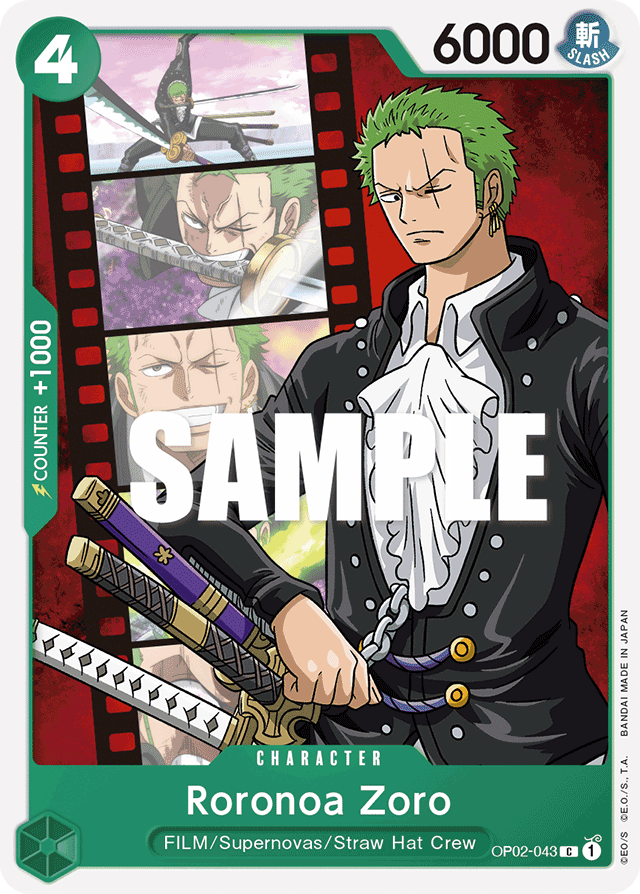 4
6000
斬
SLASH
COUNTER +1000
SAMPLE
CHARACTER
Roronoa Zoro
FILM/Supernovas/Straw Hat Crew
OP02-043 C 1
©E.O/S ©E.O./S., T.A. BANDAI MADE IN JAPAN